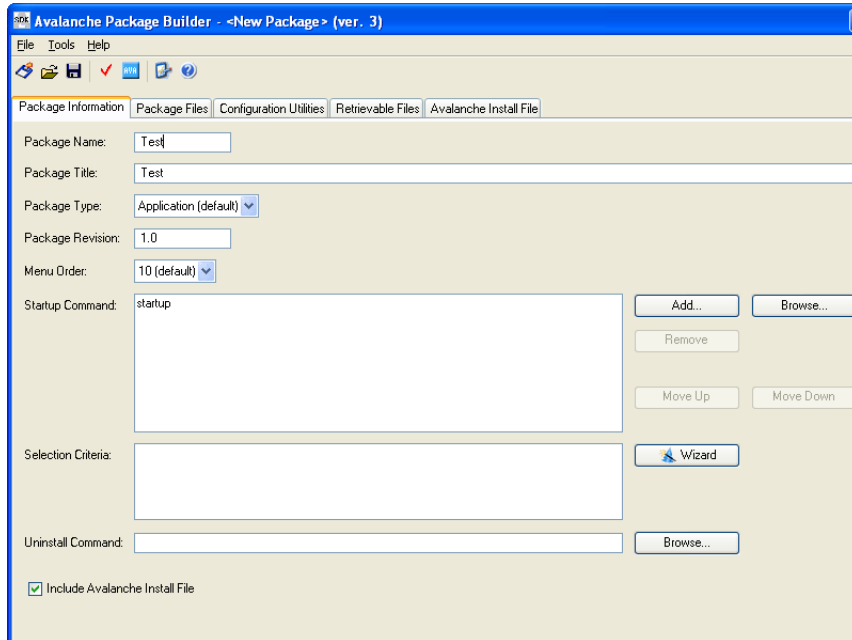 SDK Avalanche Package Builder - <New Package> (ver. 3)
File Tools Help
AVA
Package Information Package Files Configuration Utilities Retrievable Files Avalanche Install File
Package Name: Test
Package Title: Test
Package Type: Application (default)
Package Revision: 1.0
Menu Order: 10 (default)
Startup Command: startup Add... Browse...
Remove
Move Up Move Down
Selection Criteria: Wizard
Uninstall Command: Browse...
Include Avalanche Install File